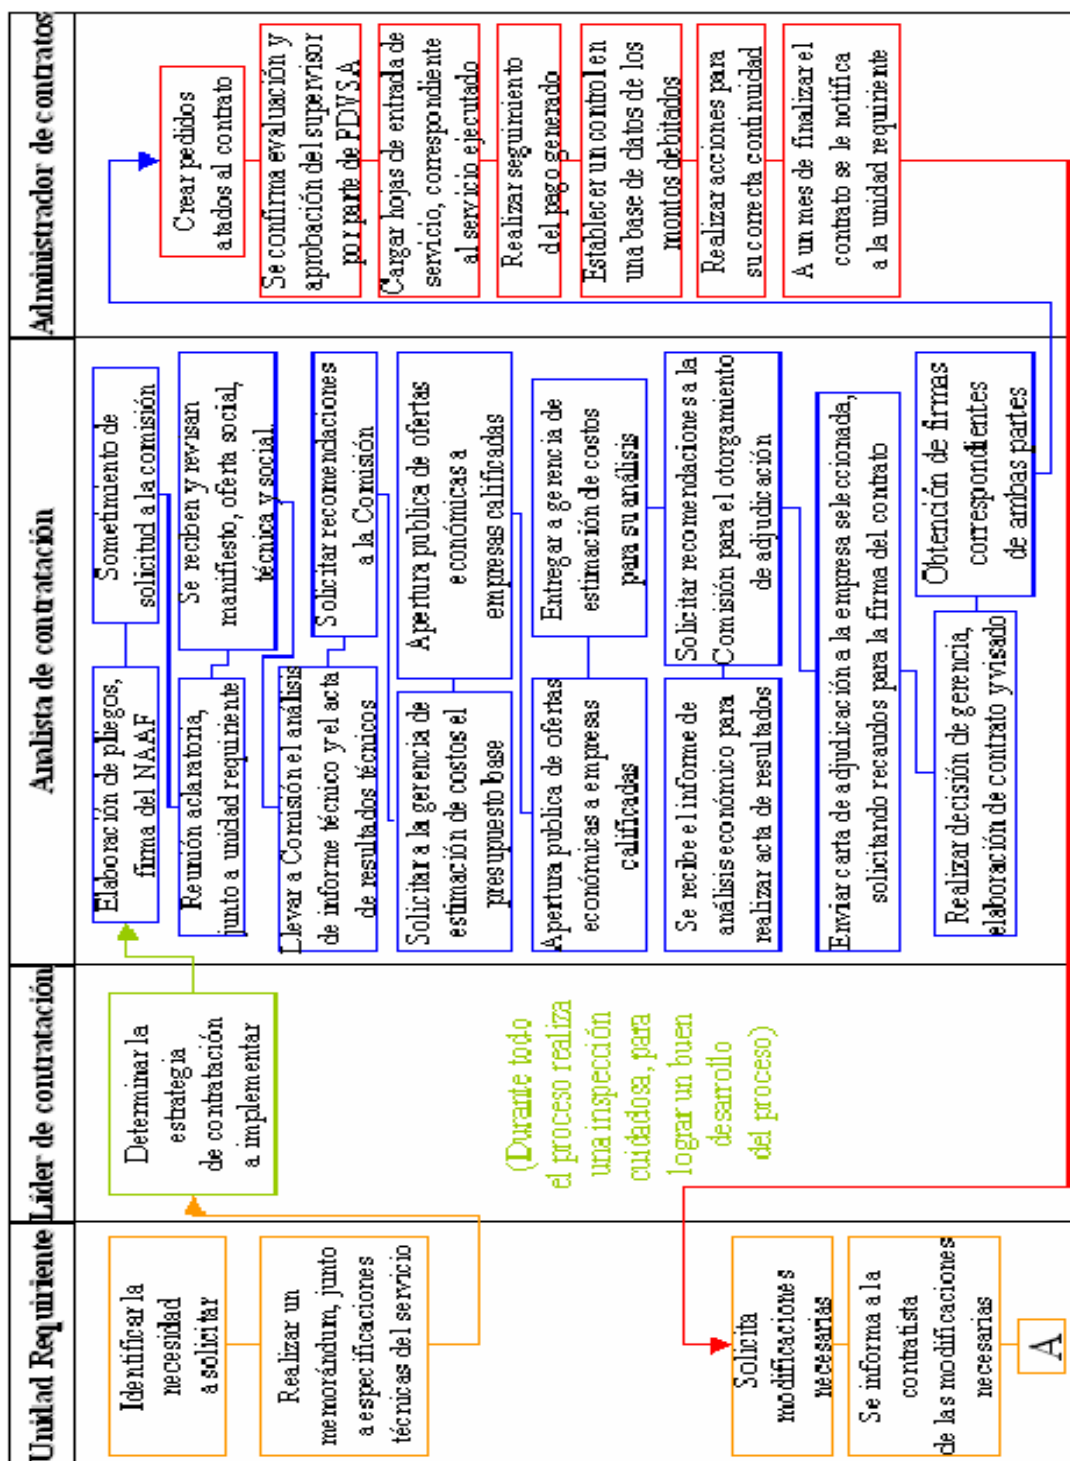 Unidad Requiriente
Líder de contratación
Analista de contratación
Administrador de contratos
Identificar la
necesidad
a solicitar
Realizar un
memorándum, junto
a especificaciones
técnicas del servicio
Solicita
modificaciones
necesarias
Se informa a la
contratista
de las modificaciones
necesarias
A
Determinar la
estrategia
de contratación
a implementar
(Durante todo
el proceso realiza
una inspección
cuidadosa, para
lograr un buen
desarrollo
del proceso)
Elaboración de pliegos,
firma del NAAF
Sometimiento de
solicitud a la comisión
Reunión aclaratoria,
junto a unidad requiriente
Se reciben y revisan
manifiesto, oferta social,
técnica y social.
Llevar a Comisión el análisis
de informe técnico y el acta
de resultados técnicos
Solicitar recomendaciones
a la Comisión
Solicitar a la gerencia de
estimación de costos el
presupuesto base
Apertura publica de ofertas
económicas a
empresas calificadas
Apertura publica de ofertas
económicas a empresas
calificadas
Entregar a gerencia de
estimación de costos
para su análisis
Se recibe el informe de
análisis económico para
realizar acta de resultados
Solicitar recomendaciones a la
Comisión para el otorgamiento
de adjudicación
Enviar carta de adjudicación a la empresa seleccionada,
solicitando recaudos para la firma del contrato
Realizar decisión de gerencia,
elaboración de contrato y visado
Obtención de firmas
correspondientes
de ambas partes
Crear pedidos
atados al contrato
Se confirma evaluación y
aprobación del supervisor
por parte de PDVSA
Cargar hojas de entrada de
servicio, correspondiente
al servicio ejecutado
Realizar seguimiento
del pago generado
Establecer un control en
una base de datos de los
montos debitados
Realizar acciones para
su correcta continuidad
A un mes de finalizar el
contrato se le notifica
a la unidad requiriente